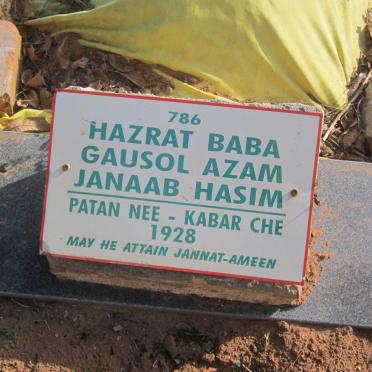 786
HAZRAT BABA
GAUSOL AZAM
JANAAB HASIM
PATAN NEE - KABAR CHE
1928
MAY HE ATTAIN JANNAT-AMEEN